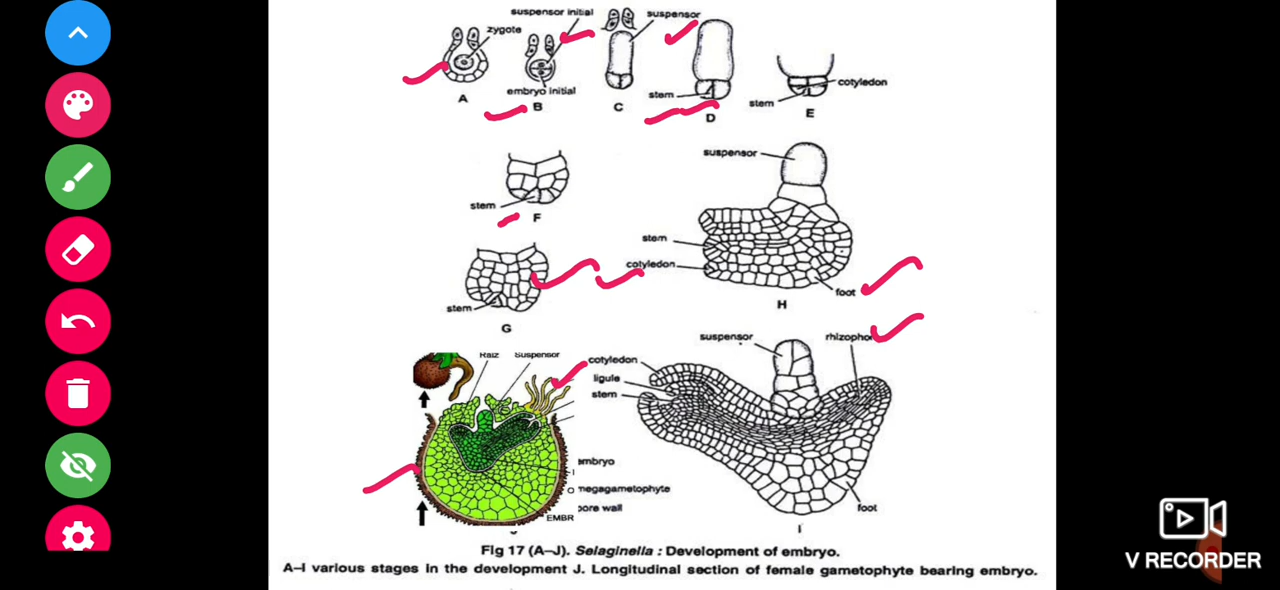 suspensor initial
suspensor
zygote
embryo initial
A
B
C
stem
D
cotyledon
stem
E
suspensor
stem
F
stem
cotyledon
foot
H
stem
G
suspensor
rhizophor
Raiz
Suspensor
cotyledon
ligule
stem
embryo
megagametophyte
pore wall
EMBR
foot
I
Fig 17 (A–J). Selaginella : Development of embryo.
A–I various stages in the development J. Longitudinal section of female gametophyte bearing embryo.
V RECORDER